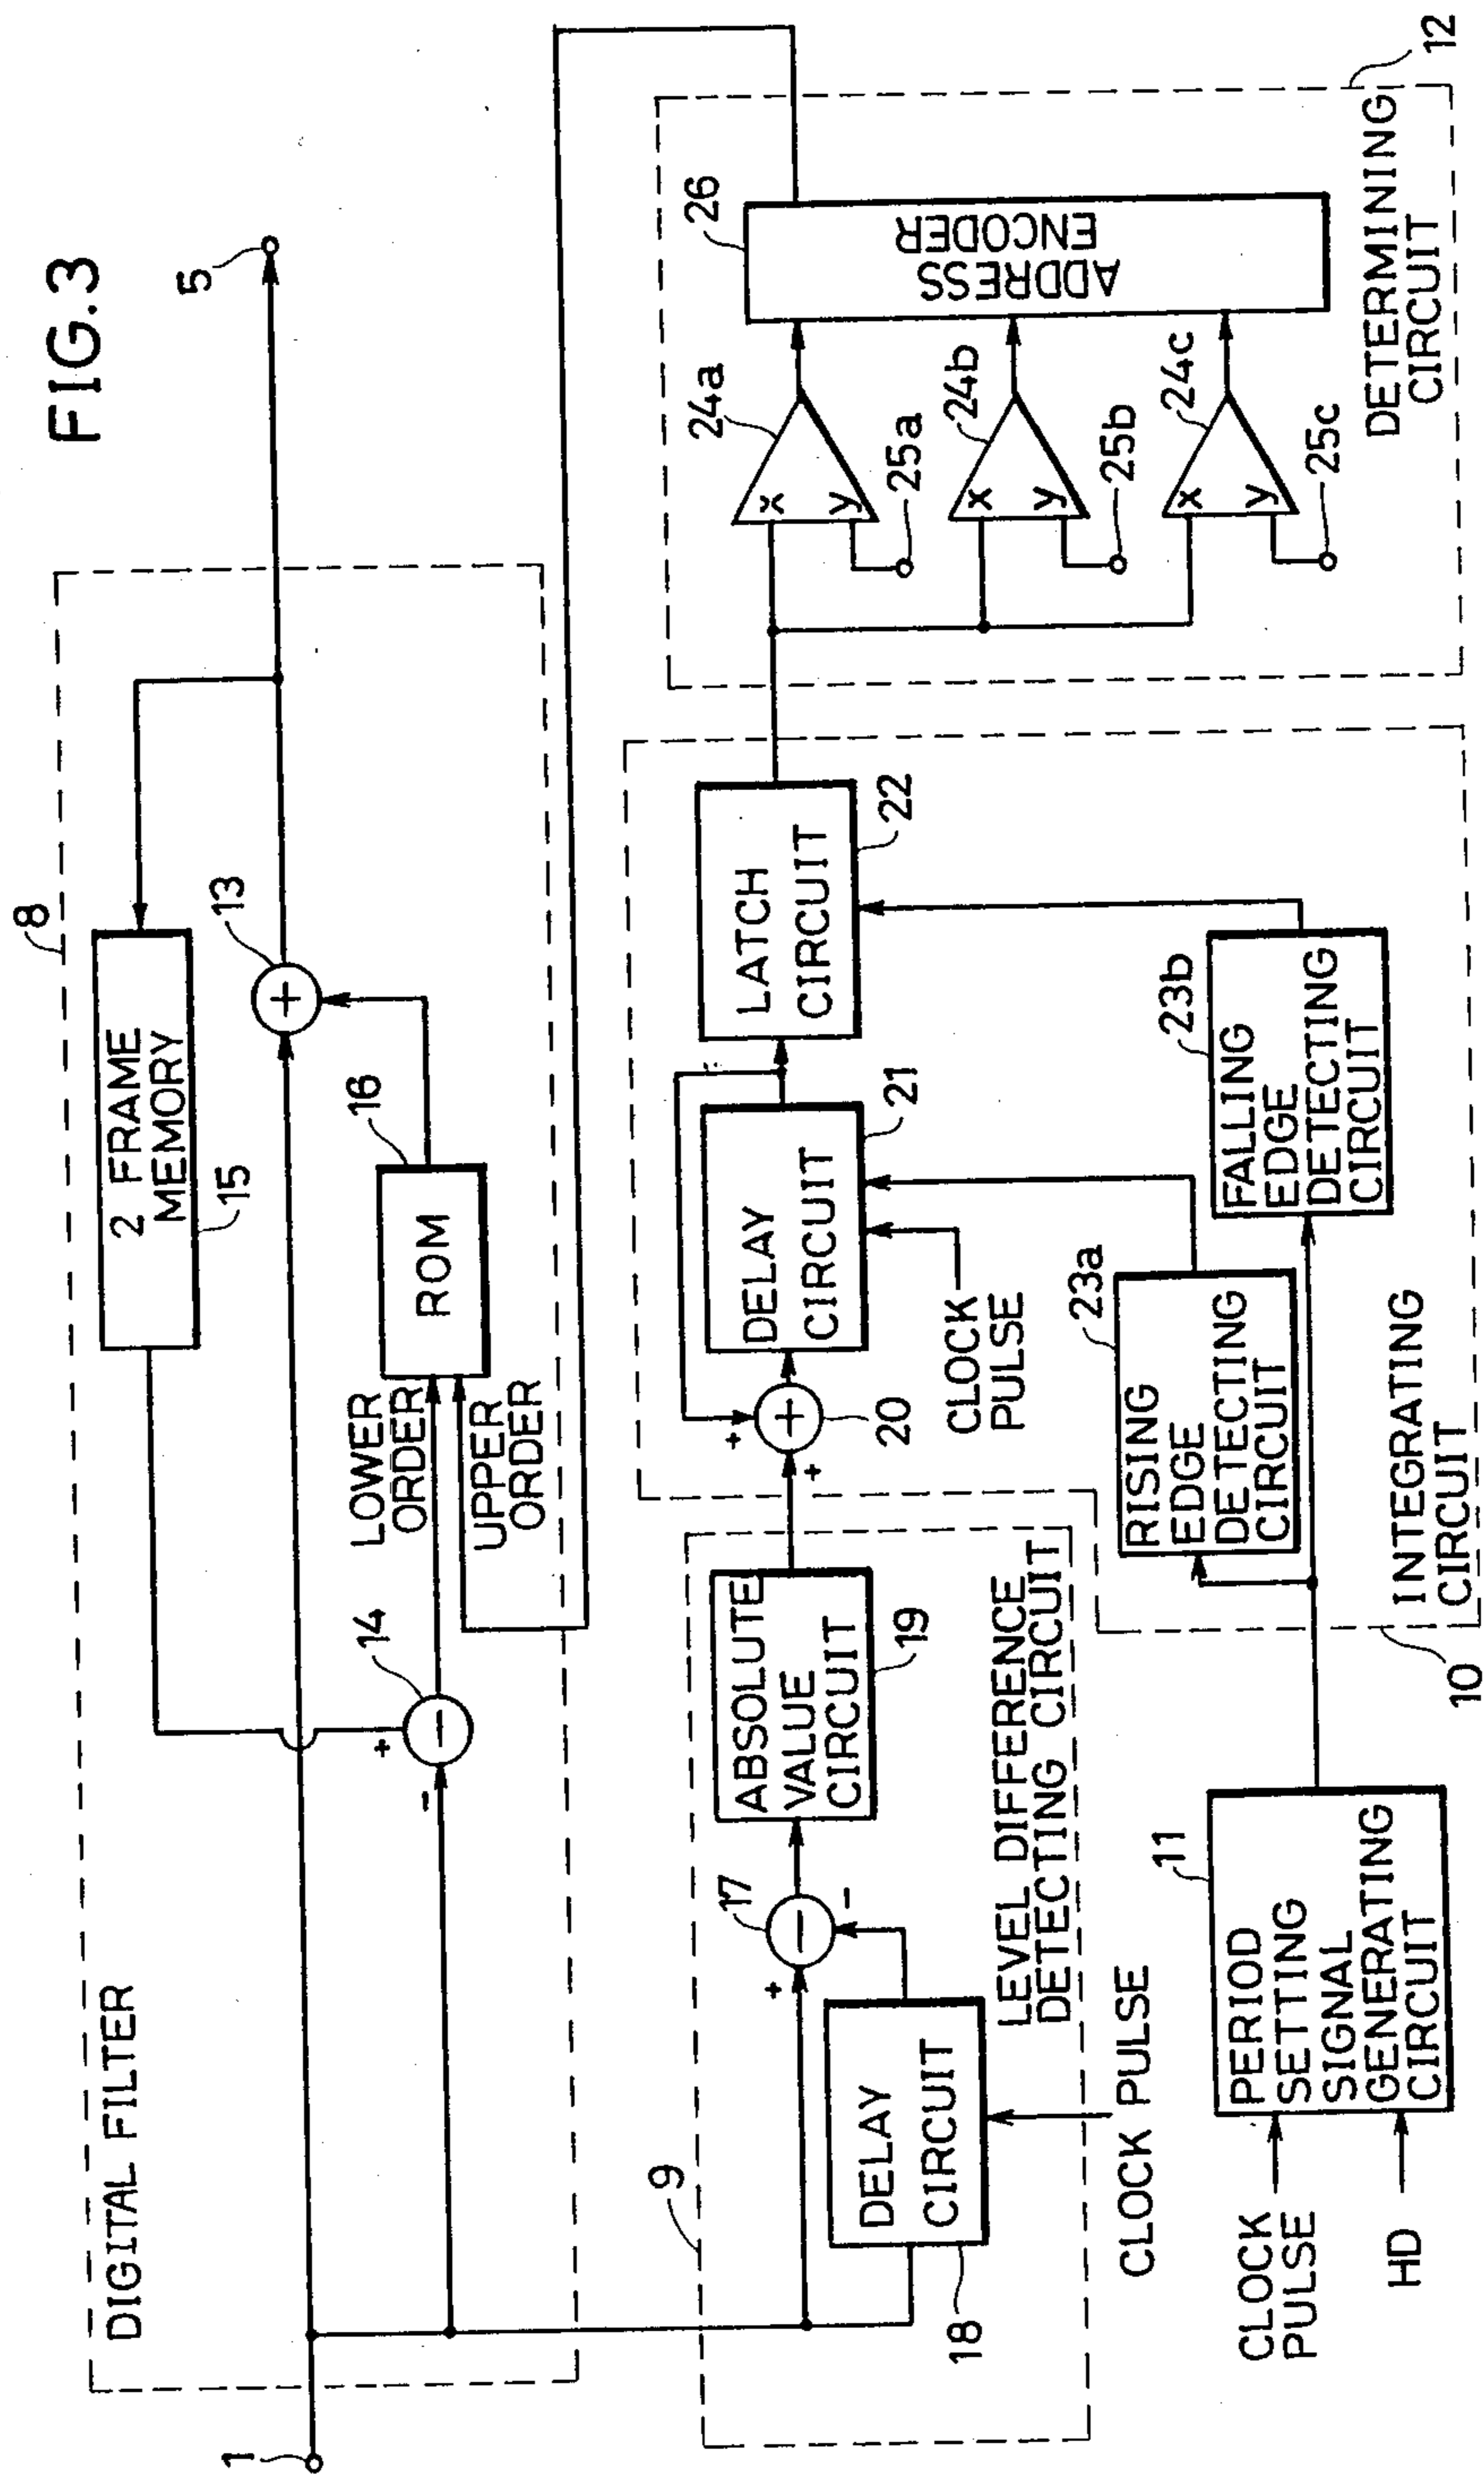 FIG.3
8
DIGITAL FILTER
1
5
2 FRAME
MEMORY
15
13
14
+
-
LOWER
ORDER
UPPER
ORDER
ROM
16
9
17
+
-
DELAY
CIRCUIT
18
CLOCK PULSE
ABSOLUTE
VALUE
CIRCUIT
19
LEVEL DIFFERENCE
DETECTING CIRCUIT
+
+
20
DELAY
CIRCUIT
21
CLOCK
PULSE
LATCH
CIRCUIT
22
RISING
EDGE
DETECTING
CIRCUIT
23a
FALLING
EDGE
DETECTING
CIRCUIT
23b
INTEGRATING
CIRCUIT
10
PERIOD
SETTING
SIGNAL
GENERATING
CIRCUIT
11
CLOCK
PULSE
HD
24a
x
y
25a
24b
x
y
25b
24c
x
y
25c
ADDRESS
ENCODER
26
DETERMINING
CIRCUIT
12